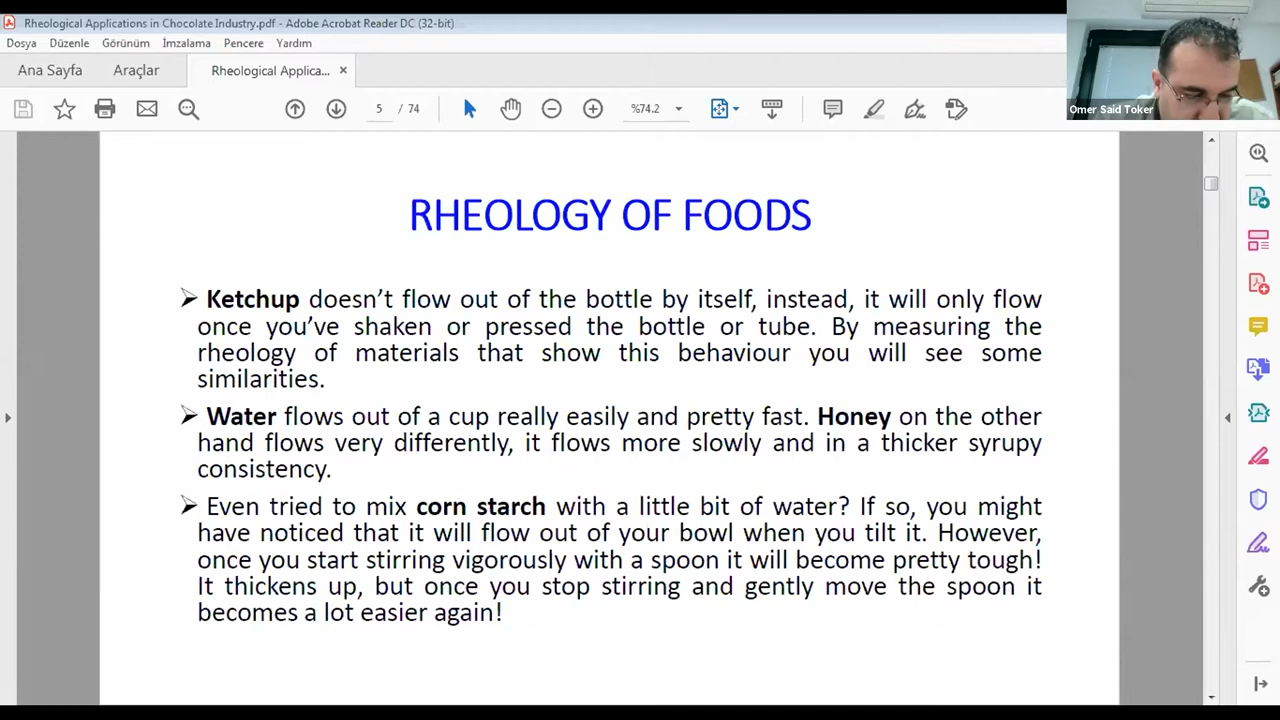 Rheological Applications in Chocolate Industry.pdf - Adobe Acrobat Reader DC (32-bit)
Dosya Düzenle Görünüm İmzalama Pencere Yardım
Ana Sayfa Araçlar Rheological Applica... ×
5 / 74 %74.2
Omer Said Toker
RHEOLOGY OF FOODS
➢ Ketchup doesn’t flow out of the bottle by itself, instead, it will only flow
once you’ve shaken or pressed the bottle or tube. By measuring the
rheology of materials that show this behaviour you will see some
similarities.
➢ Water flows out of a cup really easily and pretty fast. Honey on the other
hand flows very differently, it flows more slowly and in a thicker syrupy
consistency.
➢ Even tried to mix corn starch with a little bit of water? If so, you might
have noticed that it will flow out of your bowl when you tilt it. However,
once you start stirring vigorously with a spoon it will become pretty tough!
It thickens up, but once you stop stirring and gently move the spoon it
becomes a lot easier again!